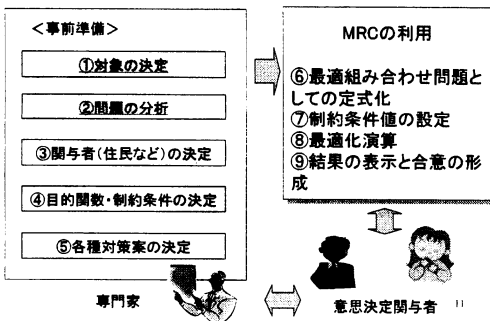 ＜事前準備＞
①対象の決定
②問題の分析
③関与者(住民など)の決定
④目的関数・制約条件の決定
⑤各種対策案の決定
専門家
MRCの利用
⑥最適組み合わせ問題と
しての定式化
⑦制約条件値の設定
⑧最適化演算
⑨結果の表示と合意の形
成
意思決定関与者
11